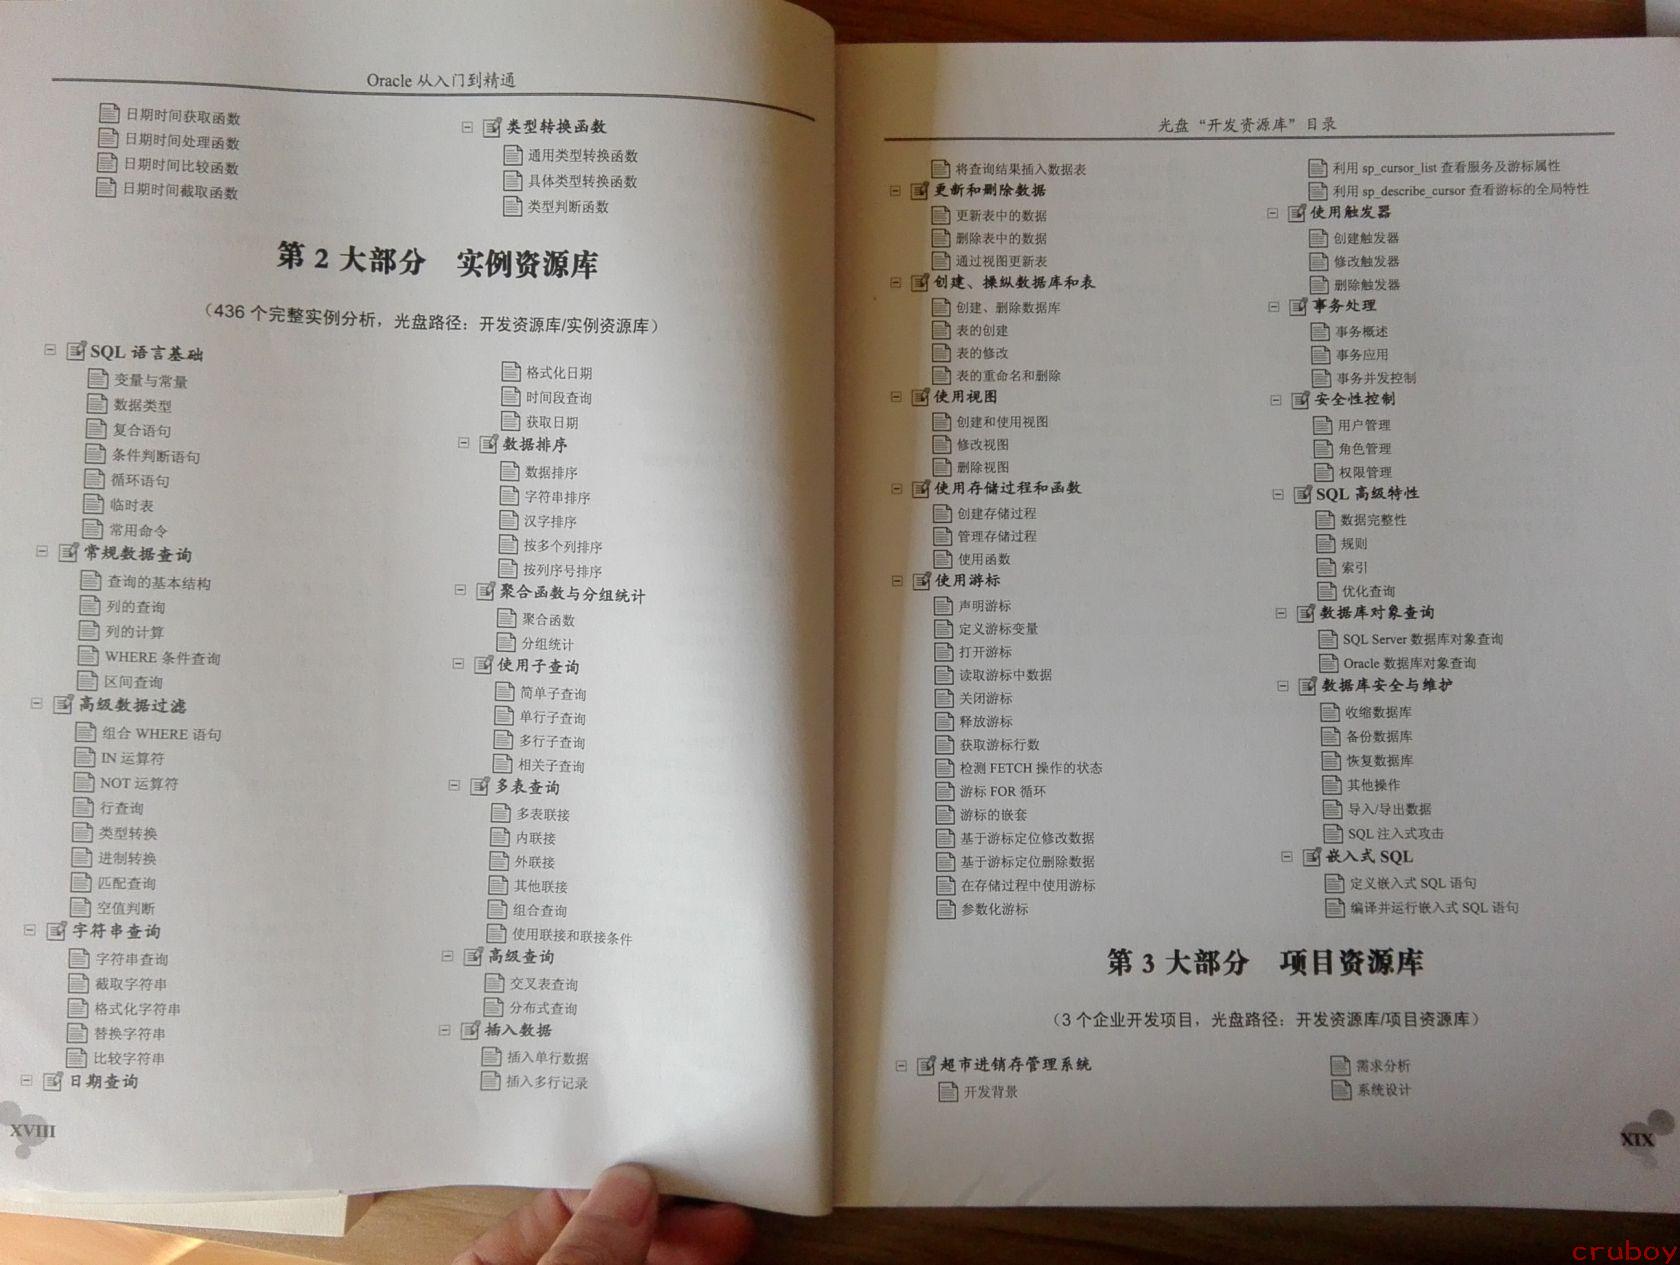 Oracle 从入门到精通
日期时间获取函数
日期时间处理函数
日期时间比较函数
日期时间截取函数
类型转换函数
通用类型转换函数
具体类型转换函数
类型判断函数
第 2 大部分 实例资源库
（436 个完整实例分析，光盘路径：开发资源库/实例资源库）
SQL 语言基础
变量与常量
数据类型
复合语句
条件判断语句
循环语句
临时表
常用命令
常规数据查询
查询的基本结构
列的查询
列的计算
WHERE 条件查询
区间查询
高级数据过滤
组合 WHERE 语句
IN 运算符
NOT 运算符
行查询
类型转换
进制转换
匹配查询
空值判断
字符串查询
字符串查询
截取字符串
格式化字符串
替换字符串
比较字符串
日期查询
格式化日期
时间段查询
获取日期
数据排序
数据排序
字符串排序
汉字排序
按多个列排序
按列序号排序
聚合函数与分组统计
聚合函数
分组统计
使用子查询
简单子查询
单行子查询
多行子查询
相关子查询
多表查询
多表联接
内联接
外联接
其他联接
组合查询
使用联接和联接条件
高级查询
交叉表查询
分布式查询
插入数据
插入单行数据
插入多行记录
XVIII
光盘“开发资源库”目录
将查询结果插入数据表
更新和删除数据
更新表中的数据
删除表中的数据
通过视图更新表
创建、操纵数据库和表
创建、删除数据库
表的创建
表的修改
表的重命名和删除
使用视图
创建和使用视图
修改视图
删除视图
使用存储过程和函数
创建存储过程
管理存储过程
使用函数
使用游标
声明游标
定义游标变量
打开游标
读取游标中数据
关闭游标
释放游标
获取游标行数
检测 FETCH 操作的状态
游标 FOR 循环
游标的嵌套
基于游标定位修改数据
基于游标定位删除数据
在存储过程中使用游标
参数化游标
利用 sp_cursor_list 查看服务及游标属性
利用 sp_describe_cursor 查看游标的全局特性
使用触发器
创建触发器
修改触发器
删除触发器
事务处理
事务概述
事务应用
事务并发控制
安全性控制
用户管理
角色管理
权限管理
SQL 高级特性
数据完整性
规则
索引
优化查询
数据库对象查询
SQL Server 数据库对象查询
Oracle 数据库对象查询
数据库安全与维护
收缩数据库
备份数据库
恢复数据库
其他操作
导入/导出数据
SQL 注入式攻击
嵌入式 SQL
定义嵌入式 SQL 语句
编译并运行嵌入式 SQL 语句
第 3 大部分 项目资源库
（3 个企业开发项目，光盘路径：开发资源库/项目资源库）
超市进销存管理系统
开发背景
需求分析
系统设计
XIX
cruboy